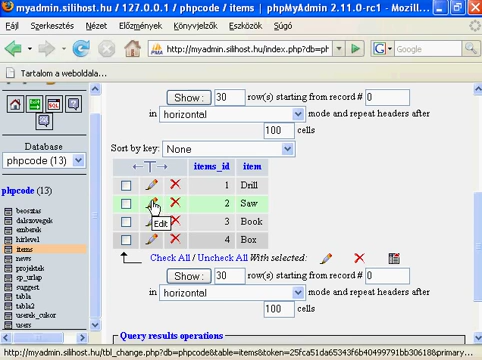 myadmin.silihost.hu / 127.0.0.1 / phpcode / items | phpMyAdmin 2.11.0-rc1 - Mozill...
Fájl Szerkesztés Nézet Előzmények Könyvjelzők Eszközök Súgó
http://myadmin.silihost.hu/index.php?db=ph
Google
Tartalom a weboldala...
Database
phpcode (13)
phpcode (13)
beosztas
dalszovegek
emberek
hirlevel
items
news
projektek
sp_urlap
suggest
tabla
tabla2
userek_cukor
users
Show : 30 row(s) starting from record # 0
in horizontal mode and repeat headers after
100 cells
Sort by key: None
←T→ items_id item
1 Drill
2 Saw
3 Book
4 Box
Edit
Check All / Uncheck All With selected:
Show : 30 row(s) starting from record # 0
in horizontal mode and repeat headers after
100 cells
Query results operations
http://myadmin.silihost.hu/tbl_change.php?db=phpcode&table=items&token=25fca51da65343f6b40499791bb30618&primary...